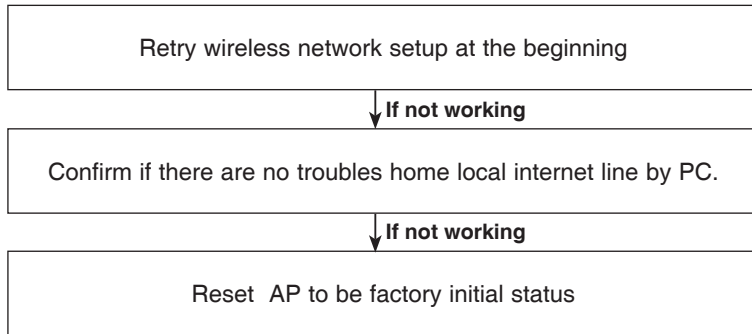 Retry wireless network setup at the beginning
If not working
Confirm if there are no troubles home local internet line by PC.
If not working
Reset AP to be factory initial status